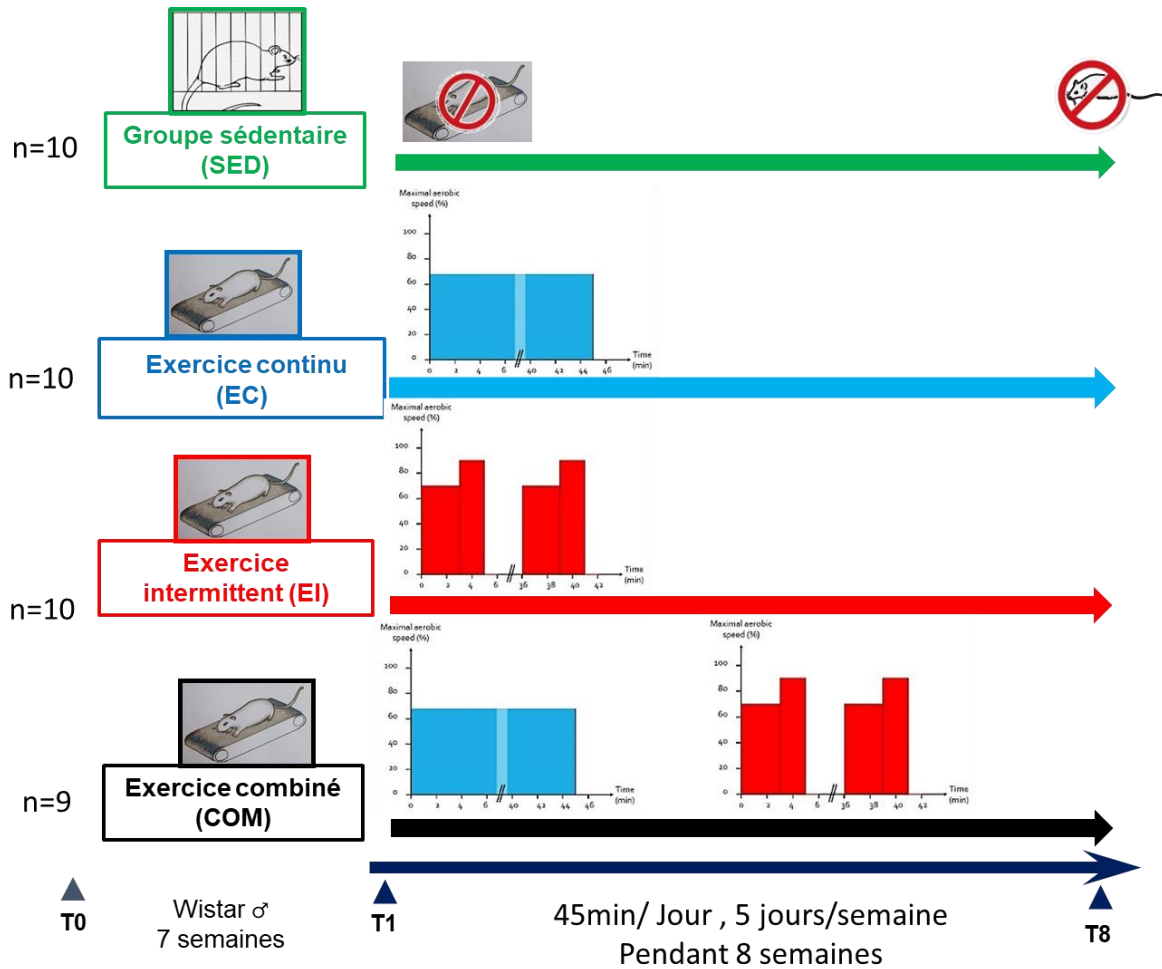 n=10
Groupe sédentaire
(SED)
Maximal aerobic
speed (%)
100
80
60
40
20
0
0 2 4 6 40 42 44 46
Time
(min)
n=10
Exercice continu
(EC)
Maximal aerobic
speed (%)
100
80
60
40
20
0
0 2 4 6 36 38 40 42
Time
(min)
Exercice
intermittent (EI)
n=10
Maximal aerobic
speed (%)
100
80
60
40
20
0
0 2 4 6 40 42 44 46
Time
(min)
Maximal aerobic
speed (%)
100
80
60
40
20
0
0 2 4 6 36 38 40 42
Time
(min)
n=9
Exercice combiné
(COM)
T0
Wistar ♂
7 semaines
T1
45min/ Jour , 5 jours/semaine
Pendant 8 semaines
T8